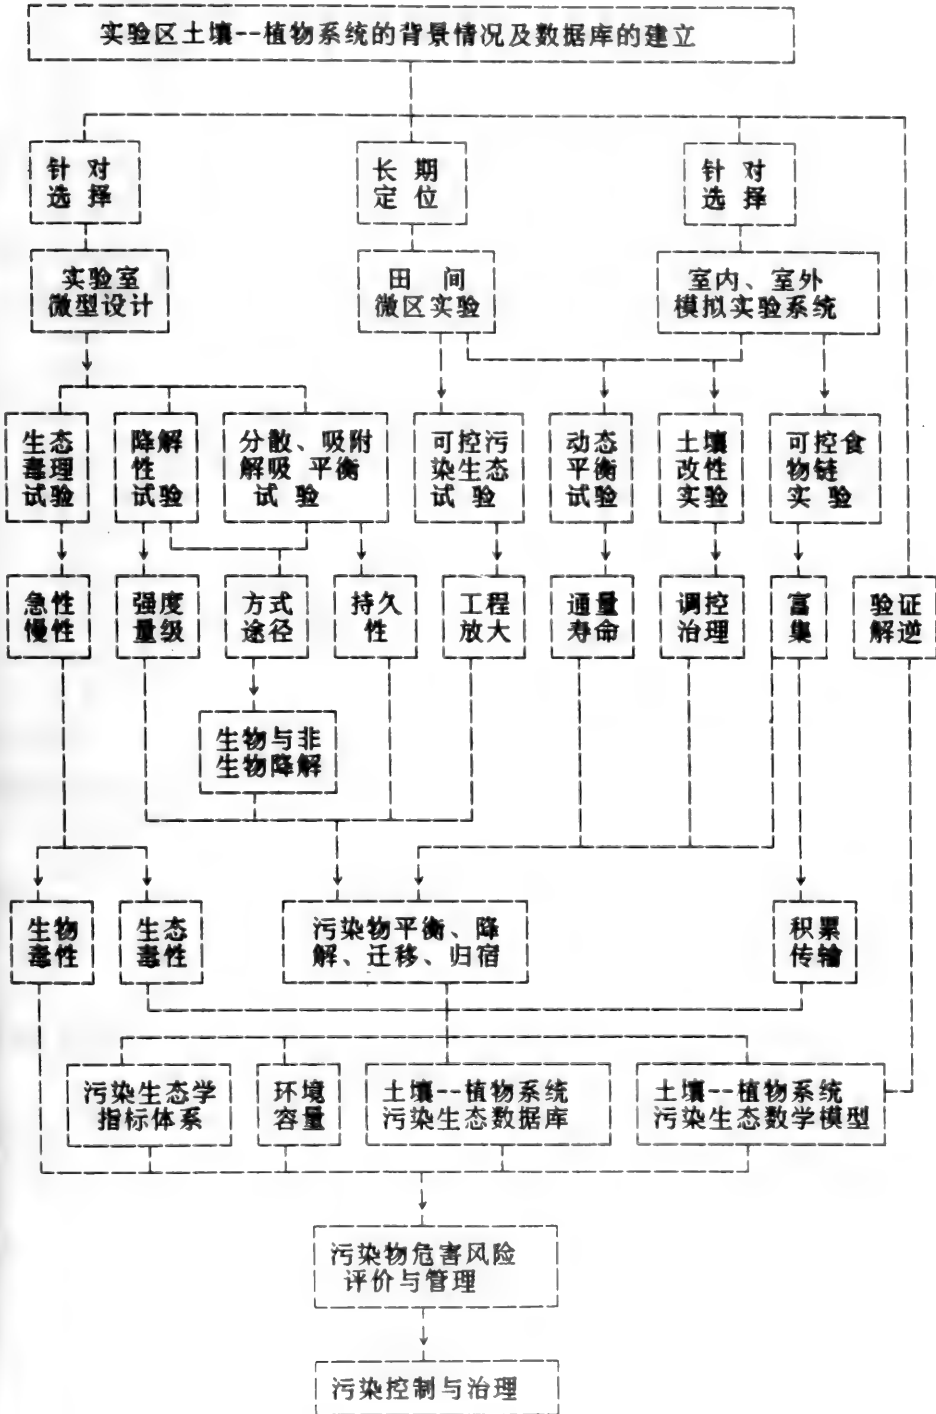 实验区土壤--植物系统的背景情况及数据库的建立
针 对
选 择
长 期
定 位
针 对
选 择
实验室
微型设计
田 间
微区实验
室内、室外
模拟实验系统
生态
毒理
试验
降解
性
试验
分散、吸附
解吸 平衡
试 验
可控污
染生态
试 验
动态
平衡
试验
土壤
改性
实验
可控食
物链
实 验
急性
慢性
强度
量级
方式
途径
持久
性
工程
放大
通量
寿命
调控
治理
富
集
验证
解逆
生物与非
生物降解
生物
毒性
生态
毒性
污染物平衡、降
解、迁移、归宿
积累
传输
污染生态学
指标体系
环境
容量
土壤--植物系统
污染生态数据库
土壤--植物系统
污染生态数学模型
污染物危害风险
评价与管理
污染控制与治理